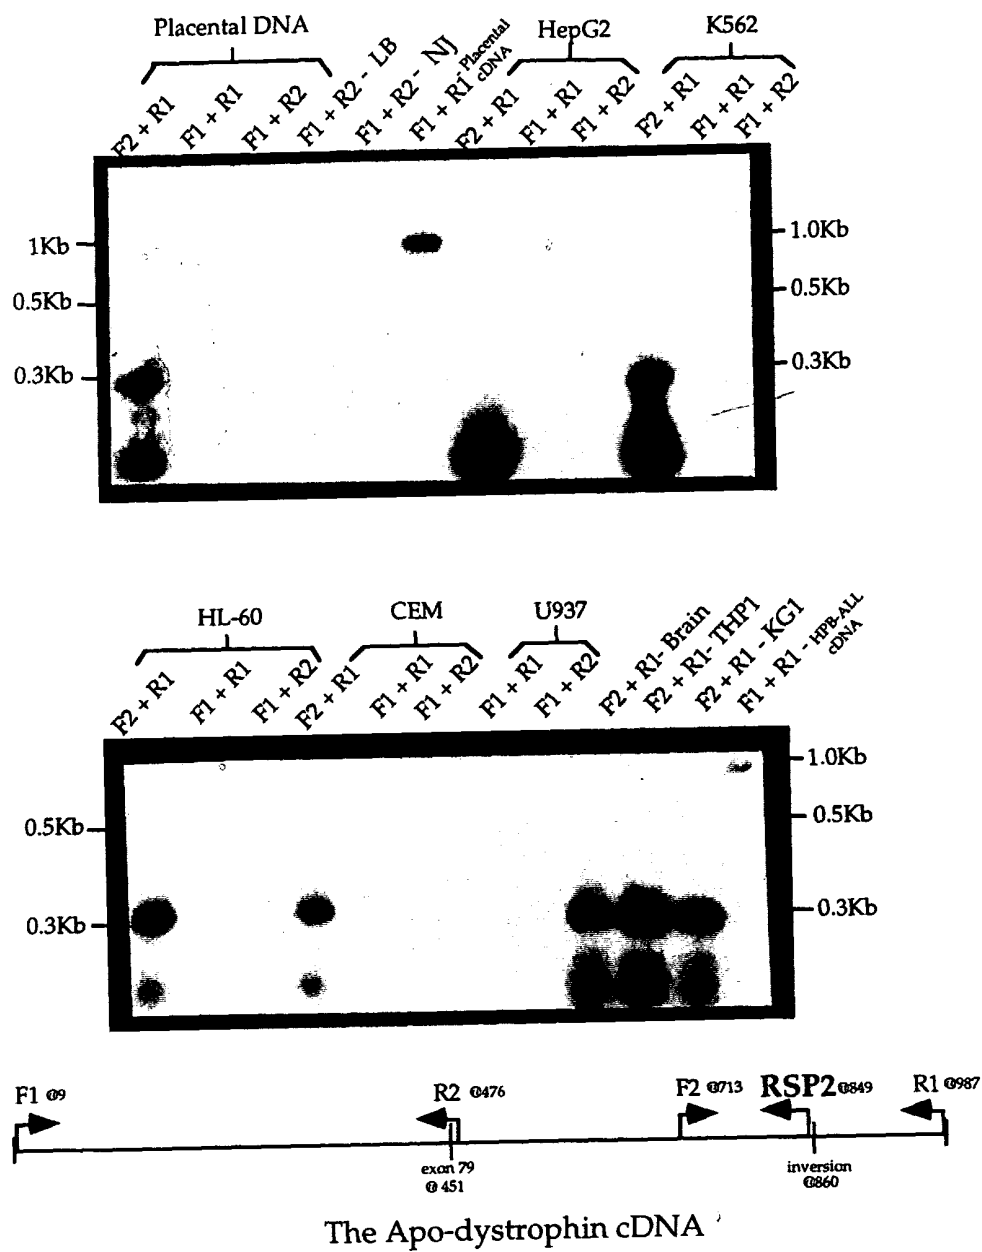 Placental DNA
HepG2
K562
F2 + R1
F1 + R1
F1 + R2
F1 + R2 - LB
F1 + R2 - NJ
F1 + R1 - Placental cDNA
F2 + R1
F1 + R1
F1 + R2
F2 + R1
F1 + R1
F1 + R2
1Kb
0.5Kb
0.3Kb
1.0Kb
0.5Kb
0.3Kb
HL-60
CEM
U937
F2 + R1
F1 + R1
F1 + R2
F2 + R1
F1 + R1
F1 + R2
F1 + R1
F1 + R2
F2 + R1- Brain
F2 + R1- THP1
F2 + R1 - KG1
F1 + R1 - HPB-ALL cDNA
0.5Kb
0.3Kb
1.0Kb
0.5Kb
0.3Kb
F1 @9
R2 @476
F2 @713
RSP2 @849
R1 @987
exon 79
@ 451
inversion
@860
The Apo-dystrophin cDNA